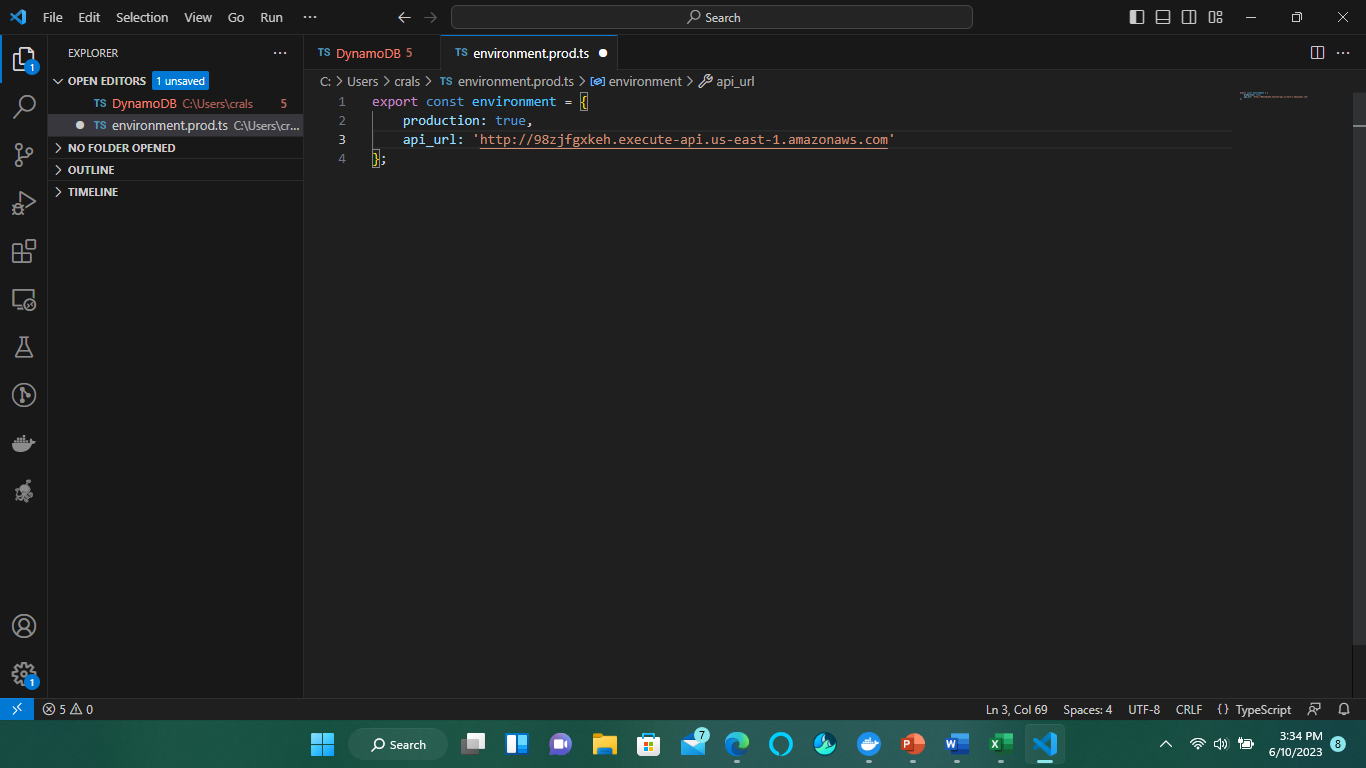 File Edit Selection View Go Run ··· Search
EXPLORER ···
OPEN EDITORS 1 unsaved
TS DynamoDB C:\Users\crals 5
TS environment.prod.ts C:\Users\cr...
NO FOLDER OPENED
OUTLINE
TIMELINE
1
1
TS DynamoDB 5 TS environment.prod.ts ● ···
C: > Users > crals > TS environment.prod.ts > environment > api_url
1 export const environment = {
2 production: true,
3 api_url: 'http://98zjfgxkeh.execute-api.us-east-1.amazonaws.com'
4 };
5 0 Ln 3, Col 69 Spaces: 4 UTF-8 CRLF {} TypeScript
Search 7 3:34 PM
6/10/2023 8